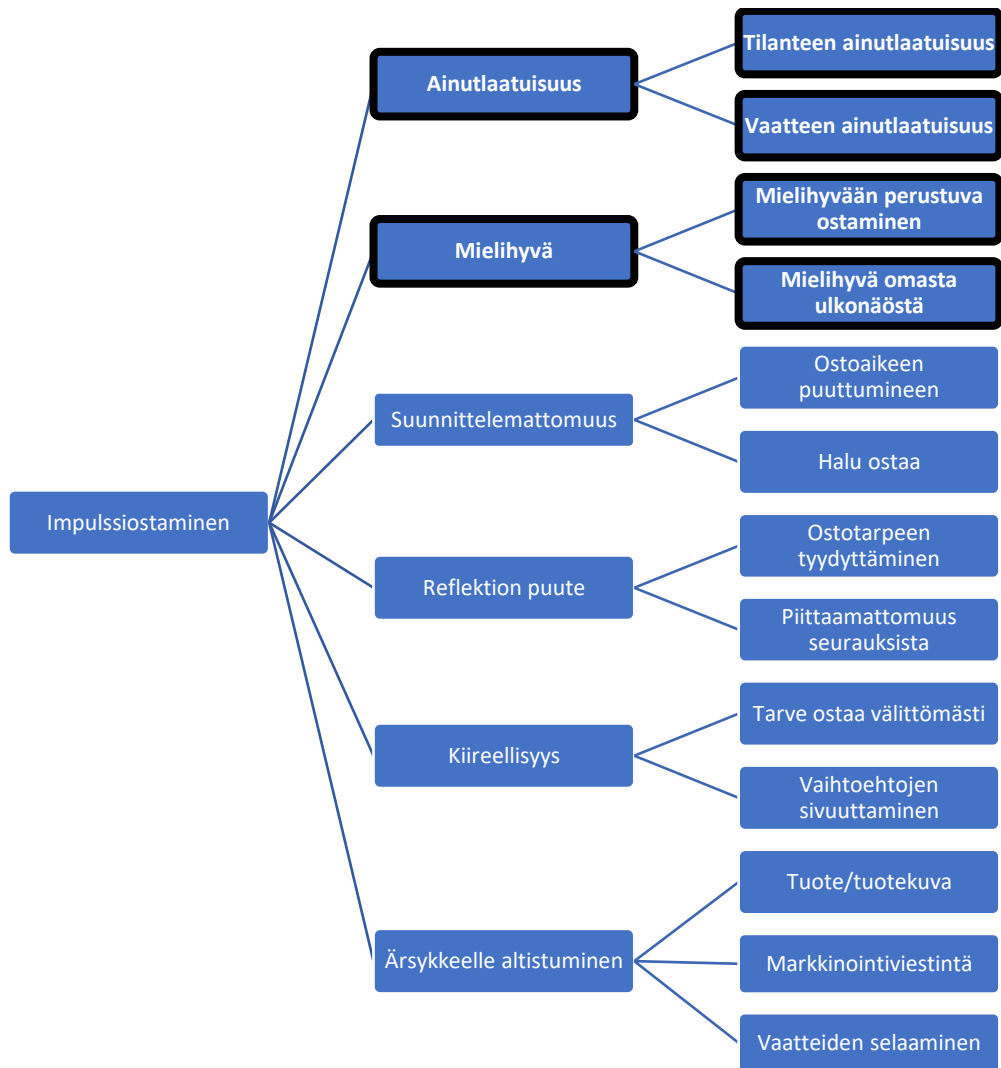 Tilanteen ainutlaatuisuus
Ainutlaatuisuus
Vaatteen ainutlaatuisuus
Mielihyvään perustuva
ostaminen
Mielihyvä
Mielihyvä omasta
ulkonäöstä
Ostoaikeen
puuttumineen
Suunnittelemattomuus
Halu ostaa
Impulssiostaminen
Ostotarpeen
tyydyttäminen
Reflektion puute
Piittaamattomuus
seurauksista
Tarve ostaa välittömästi
Kiireellisyys
Vaihtoehtojen
sivuuttaminen
Tuote/tuotekuva
Ärsykkeelle altistuminen
Markkinointiviestintä
Vaatteiden selaaminen